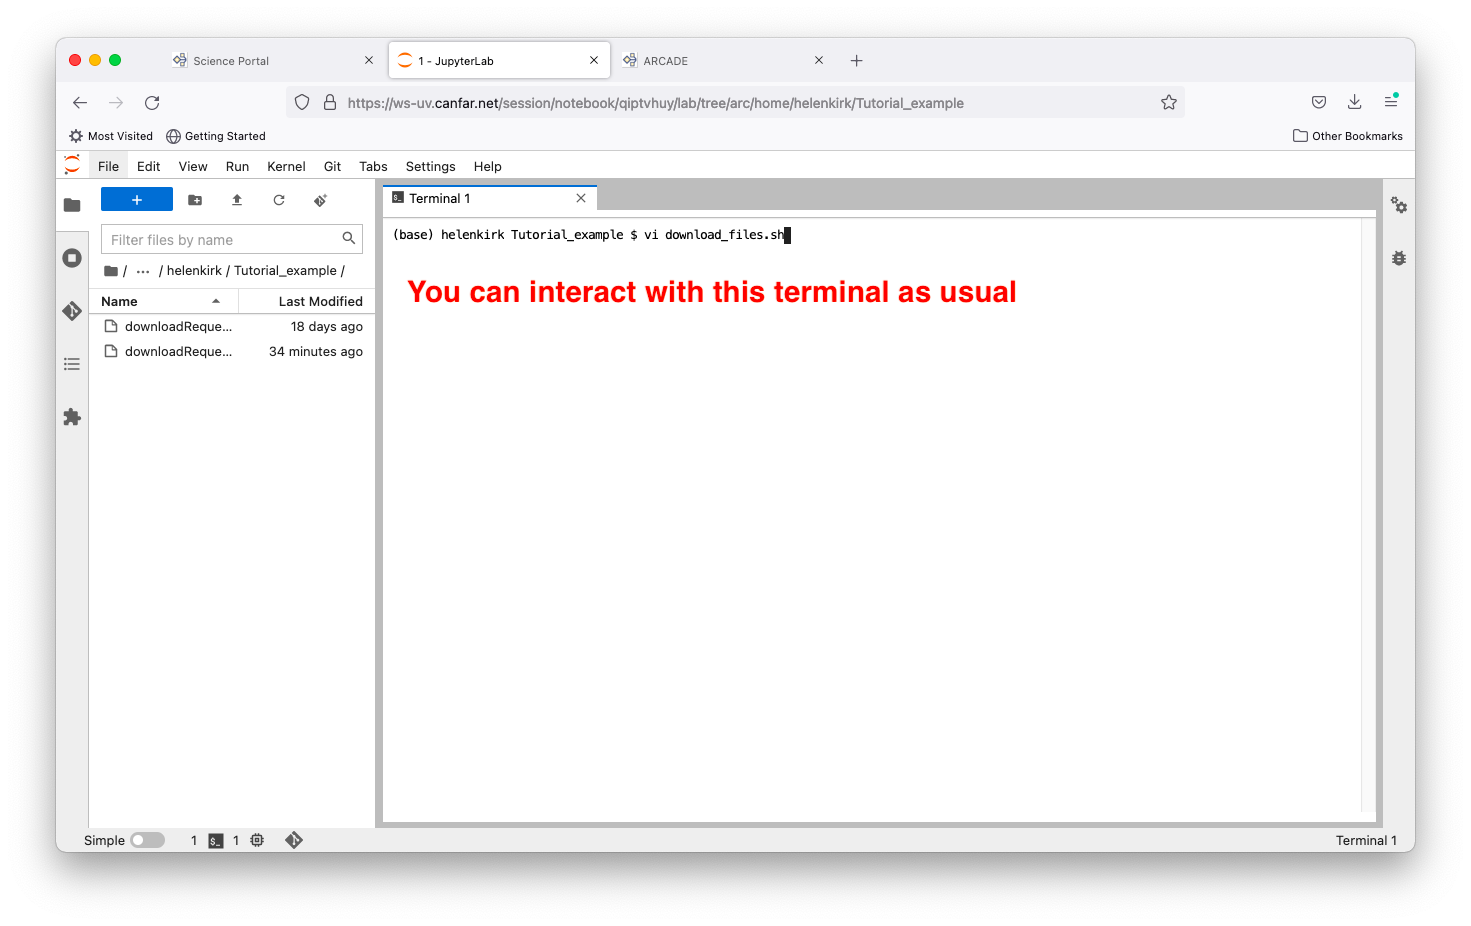 Science Portal
1 - JupyterLab
ARCADE
https://ws-uv.canfar.net/session/notebook/qiptvhuy/lab/tree/arc/home/helenkirk/Tutorial_example
Most Visited
Getting Started
Other Bookmarks
File Edit View Run Kernel Git Tabs Settings Help
Terminal 1
Filter files by name
/ ··· / helenkirk / Tutorial_example /
Name
Last Modified
downloadReque...
18 days ago
downloadReque...
34 minutes ago
(base) helenkirk Tutorial_example $ vi download_files.sh
You can interact with this terminal as usual
Simple
1
$_
1
Terminal 1